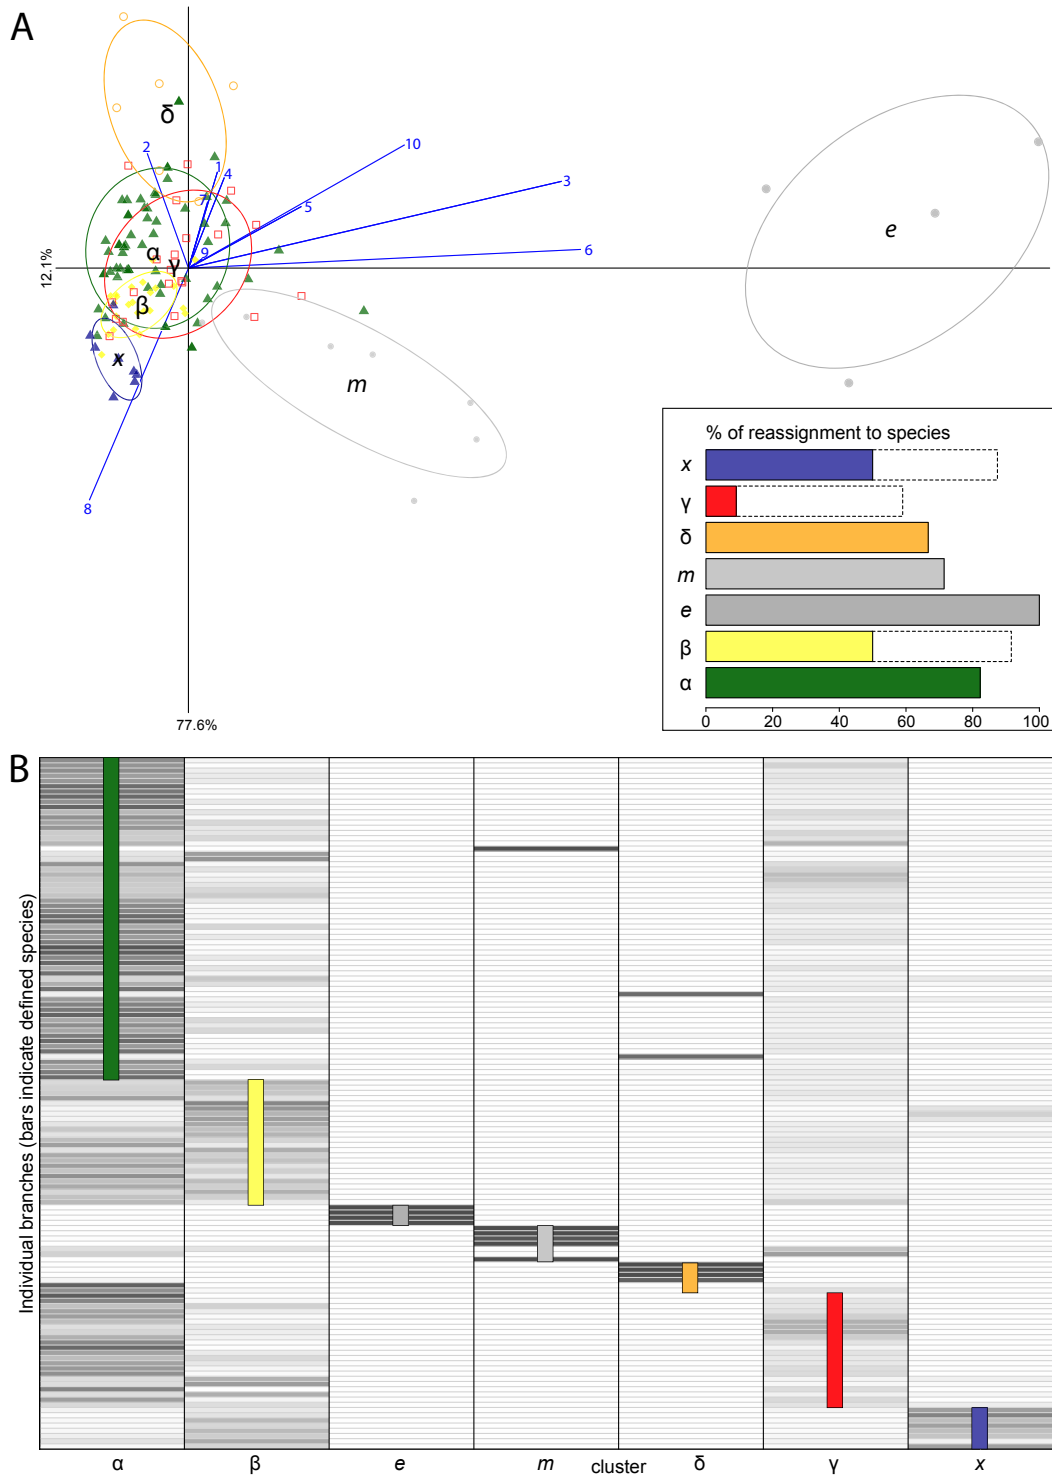 A
δ
2
1
4
10
3
7
5
α
9
6
e
γ
12.1%
β
x
m
8
77.6%
% of reassignment to species
x
γ
δ
m
e
β
α
0 20 40 60 80 100
B
Individual branches (bars indicate defined species)
α β e m cluster δ γ x